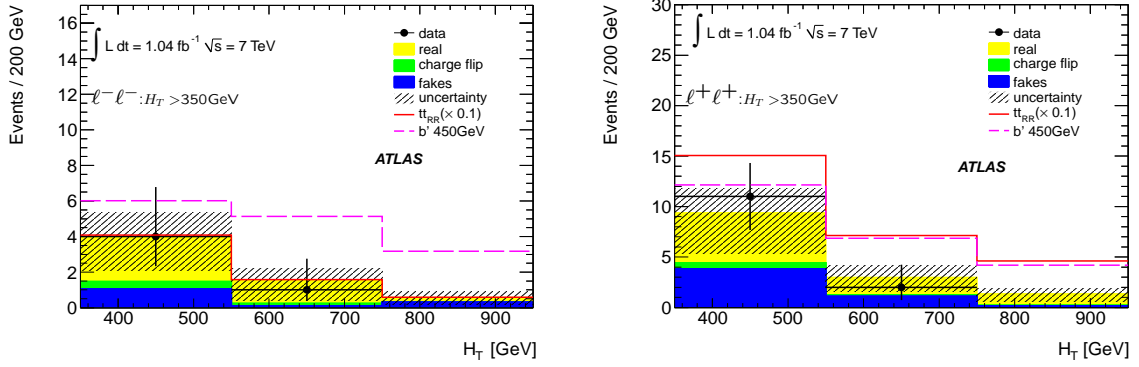 Events / 200 GeV
16
14
12
10
8
6
4
2
0
∫ L dt = 1.04 fb⁻¹ √s = 7 TeV
ℓ⁻ℓ⁻: H_T >350GeV
data
real
charge flip
fakes
uncertainty
tt_RR(× 0.1)
b' 450GeV
ATLAS
400 500 600 700 800 900
H_T [GeV]
Events / 200 GeV
30
25
20
15
10
5
0
∫ L dt = 1.04 fb⁻¹ √s = 7 TeV
ℓ⁺ℓ⁺: H_T >350GeV
data
real
charge flip
fakes
uncertainty
tt_RR(× 0.1)
b' 450GeV
ATLAS
400 500 600 700 800 900
H_T [GeV]